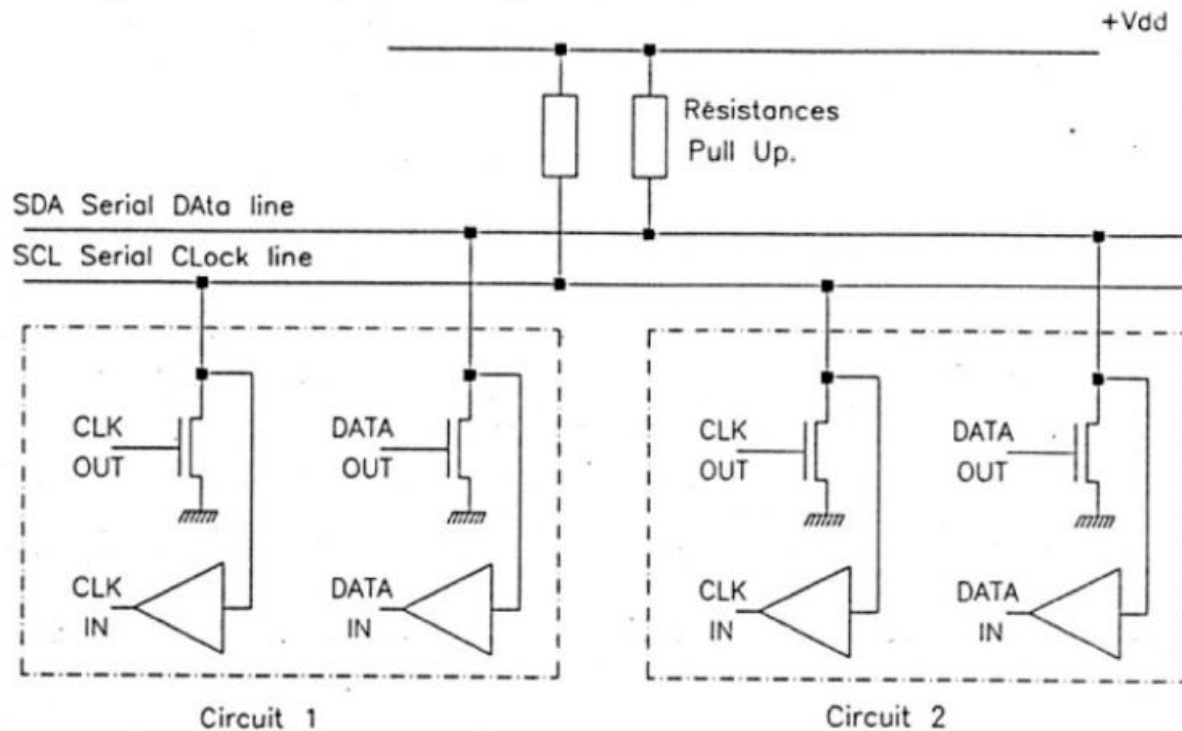 +Vdd
Résistances
Pull Up.
SDA Serial DAta line
SCL Serial CLock line
CLK
OUT
DATA
OUT
CLK
OUT
DATA
OUT
CLK
IN
DATA
IN
CLK
IN
DATA
IN
Circuit 1
Circuit 2